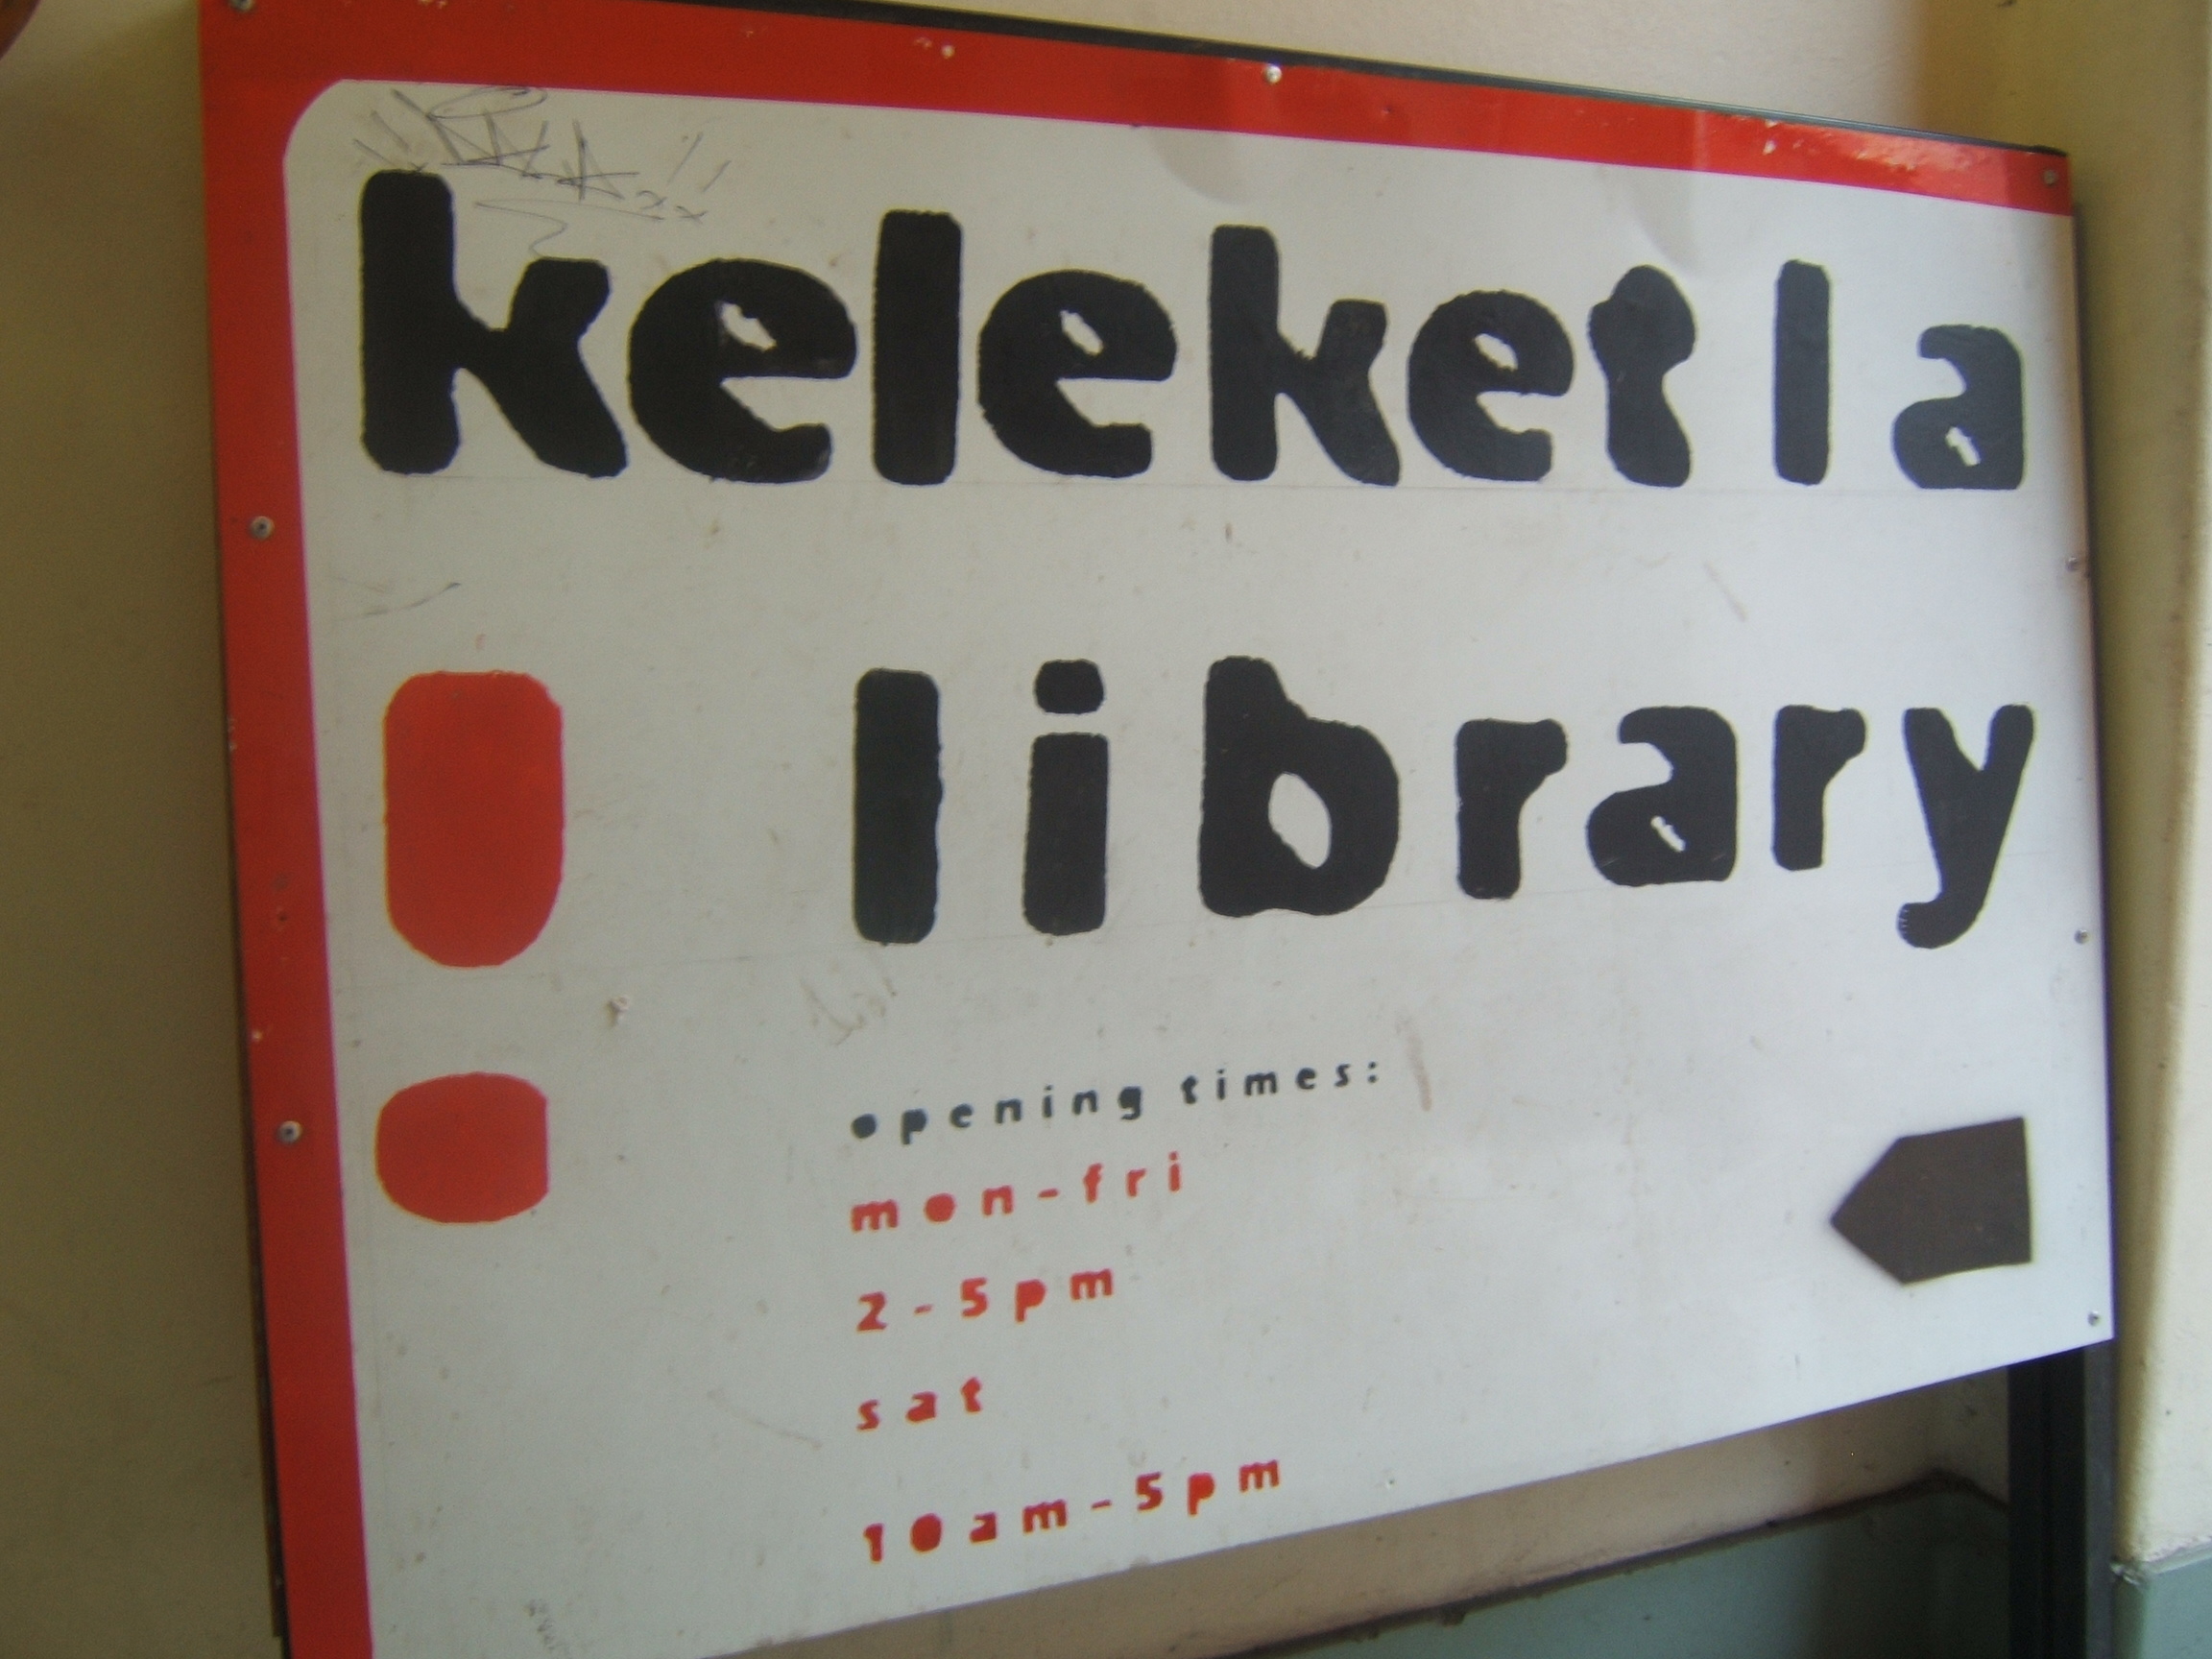 keleketla
! library
opening times:
mon-fri
2-5pm
sat
10am-5pm